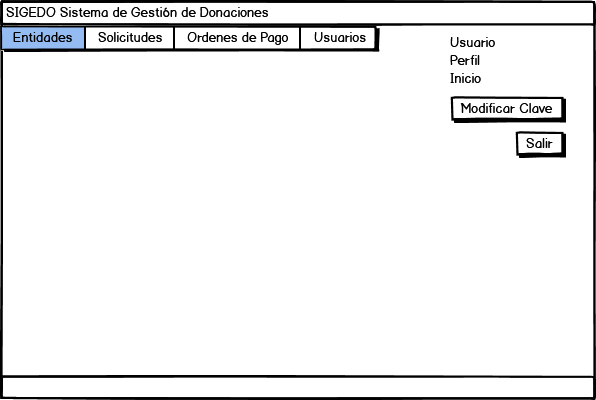 SIGEDO Sistema de Gestión de Donaciones
Entidades Solicitudes Ordenes de Pago Usuarios
Usuario
Perfil
Inicio
Modificar Clave
Salir